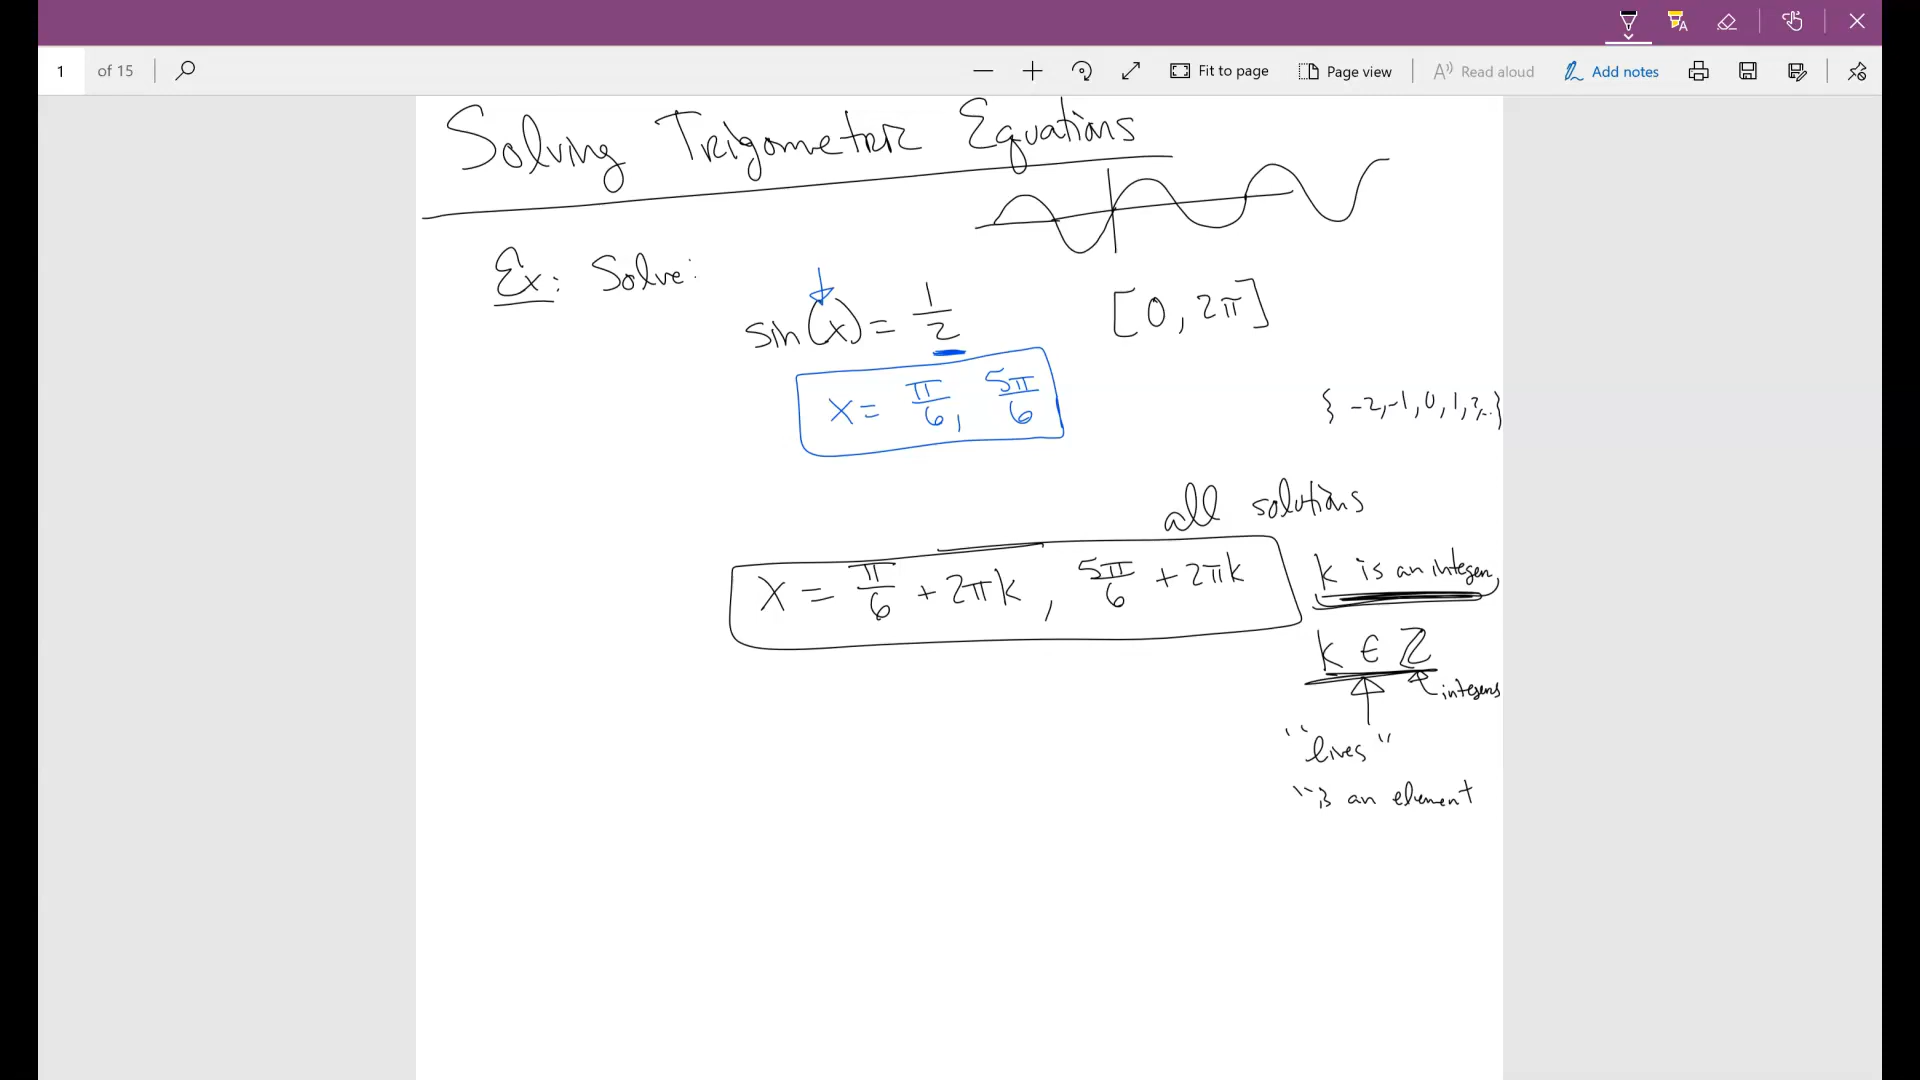 1 of 15 Fit to page Page view Read aloud Add notes
Solving Trigometric Equations
Ex: Solve:
sin(x) = 1/2 [0, 2π]
x = π/6, 5π/6
{ -2, -1, 0, 1, 2, .. }
all solutions
x = π/6 + 2πk, 5π/6 + 2πk
k is an integer,
k ∈ ℤ
integers
"lives"
"is an element